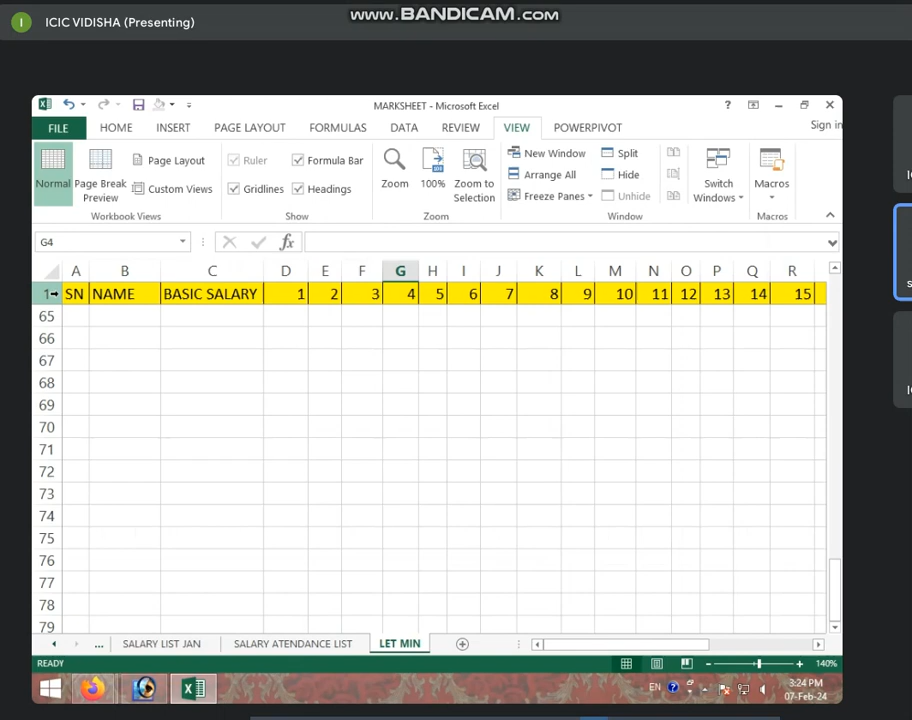 www.BANDICAM.com
I ICIC VIDISHA (Presenting)
MARKSHEET - Microsoft Excel
?
FILE HOME INSERT PAGE LAYOUT FORMULAS DATA REVIEW VIEW POWERPIVOT Sign in
Normal Page Break Preview Page Layout Custom Views
Workbook Views
Ruler Formula Bar
Gridlines Headings
Show
Zoom 100% Zoom to Selection
Zoom
New Window Split
Arrange All Hide
Freeze Panes Unhide
Switch Windows
Window
Macros
Macros
G4 fx
A B C D E F G H I J K L M N O P Q R
1 SN NAME BASIC SALARY 1 2 3 4 5 6 7 8 9 10 11 12 13 14 15
65
66
67
68
69
70
71
72
73
74
75
76
77
78
79
... SALARY LIST JAN SALARY ATENDANCE LIST LET MIN
READY 140%
EN 3:24 PM
07-Feb-24